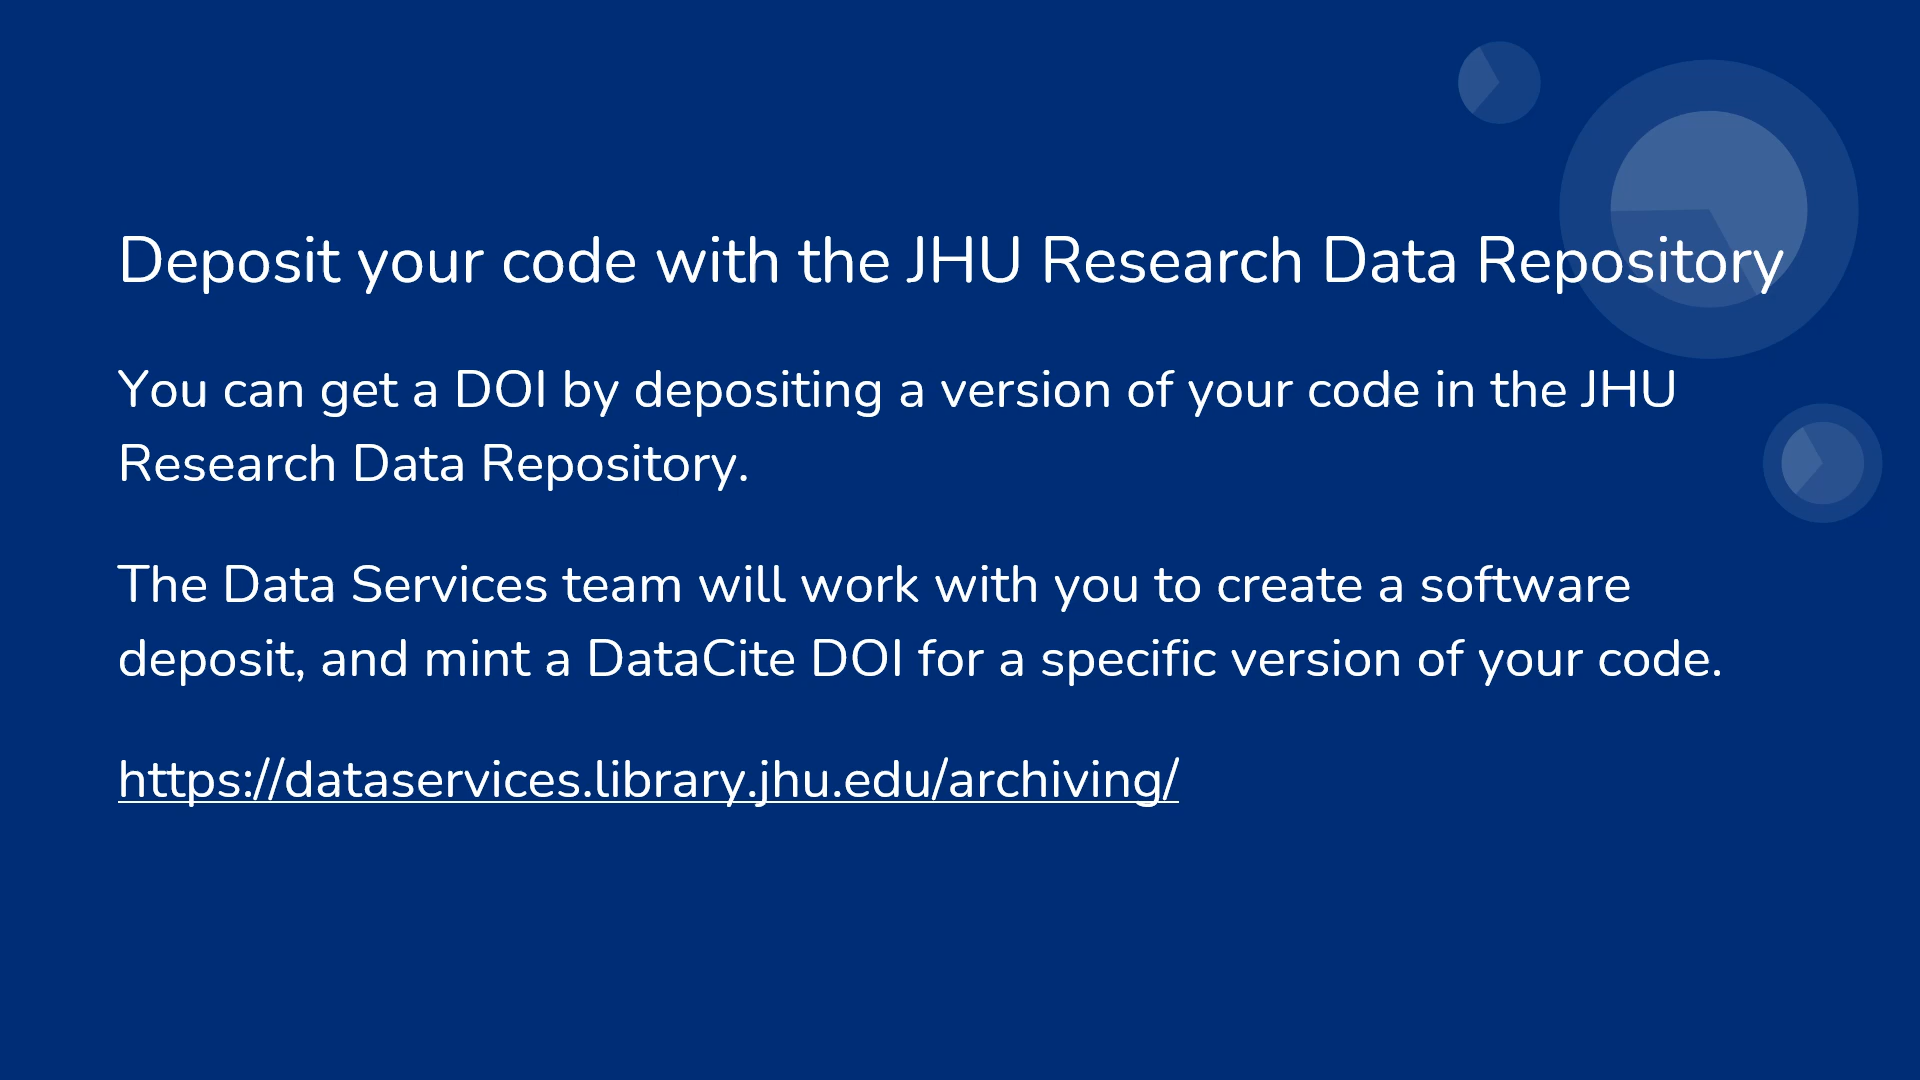 Deposit your code with the JHU Research Data Repository
You can get a DOI by depositing a version of your code in the JHU
Research Data Repository.
The Data Services team will work with you to create a software
deposit, and mint a DataCite DOI for a specific version of your code.
https://dataservices.library.jhu.edu/archiving/